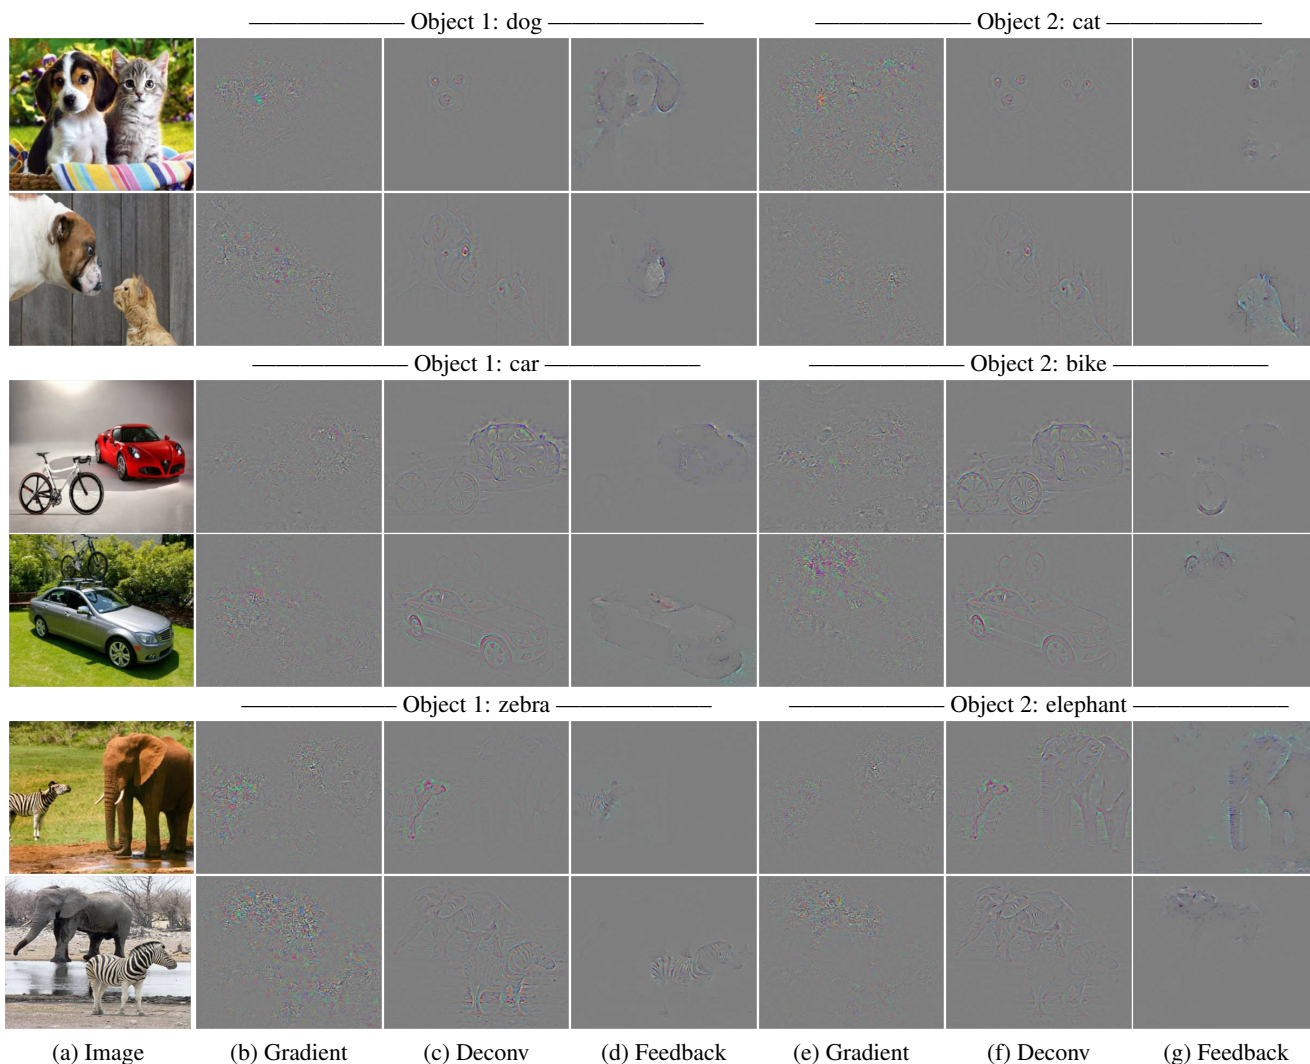 Object 1: dog Object 2: cat
Object 1: car Object 2: bike
Object 1: zebra Object 2: elephant
(a) Image (b) Gradient (c) Deconv (d) Feedback (e) Gradient (f) Deconv (g) Feedback